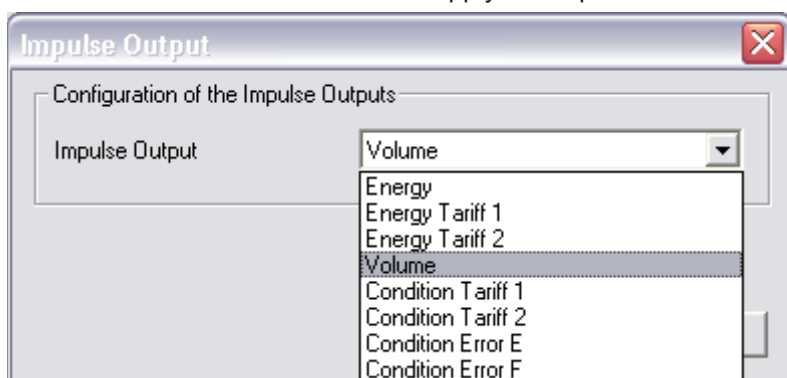 Impulse Output
Configuration of the Impulse Outputs
Impulse Output Volume
Energy
Energy Tariff 1
Energy Tariff 2
Volume
Condition Tariff 1
Condition Tariff 2
Condition Error E
Condition Error F